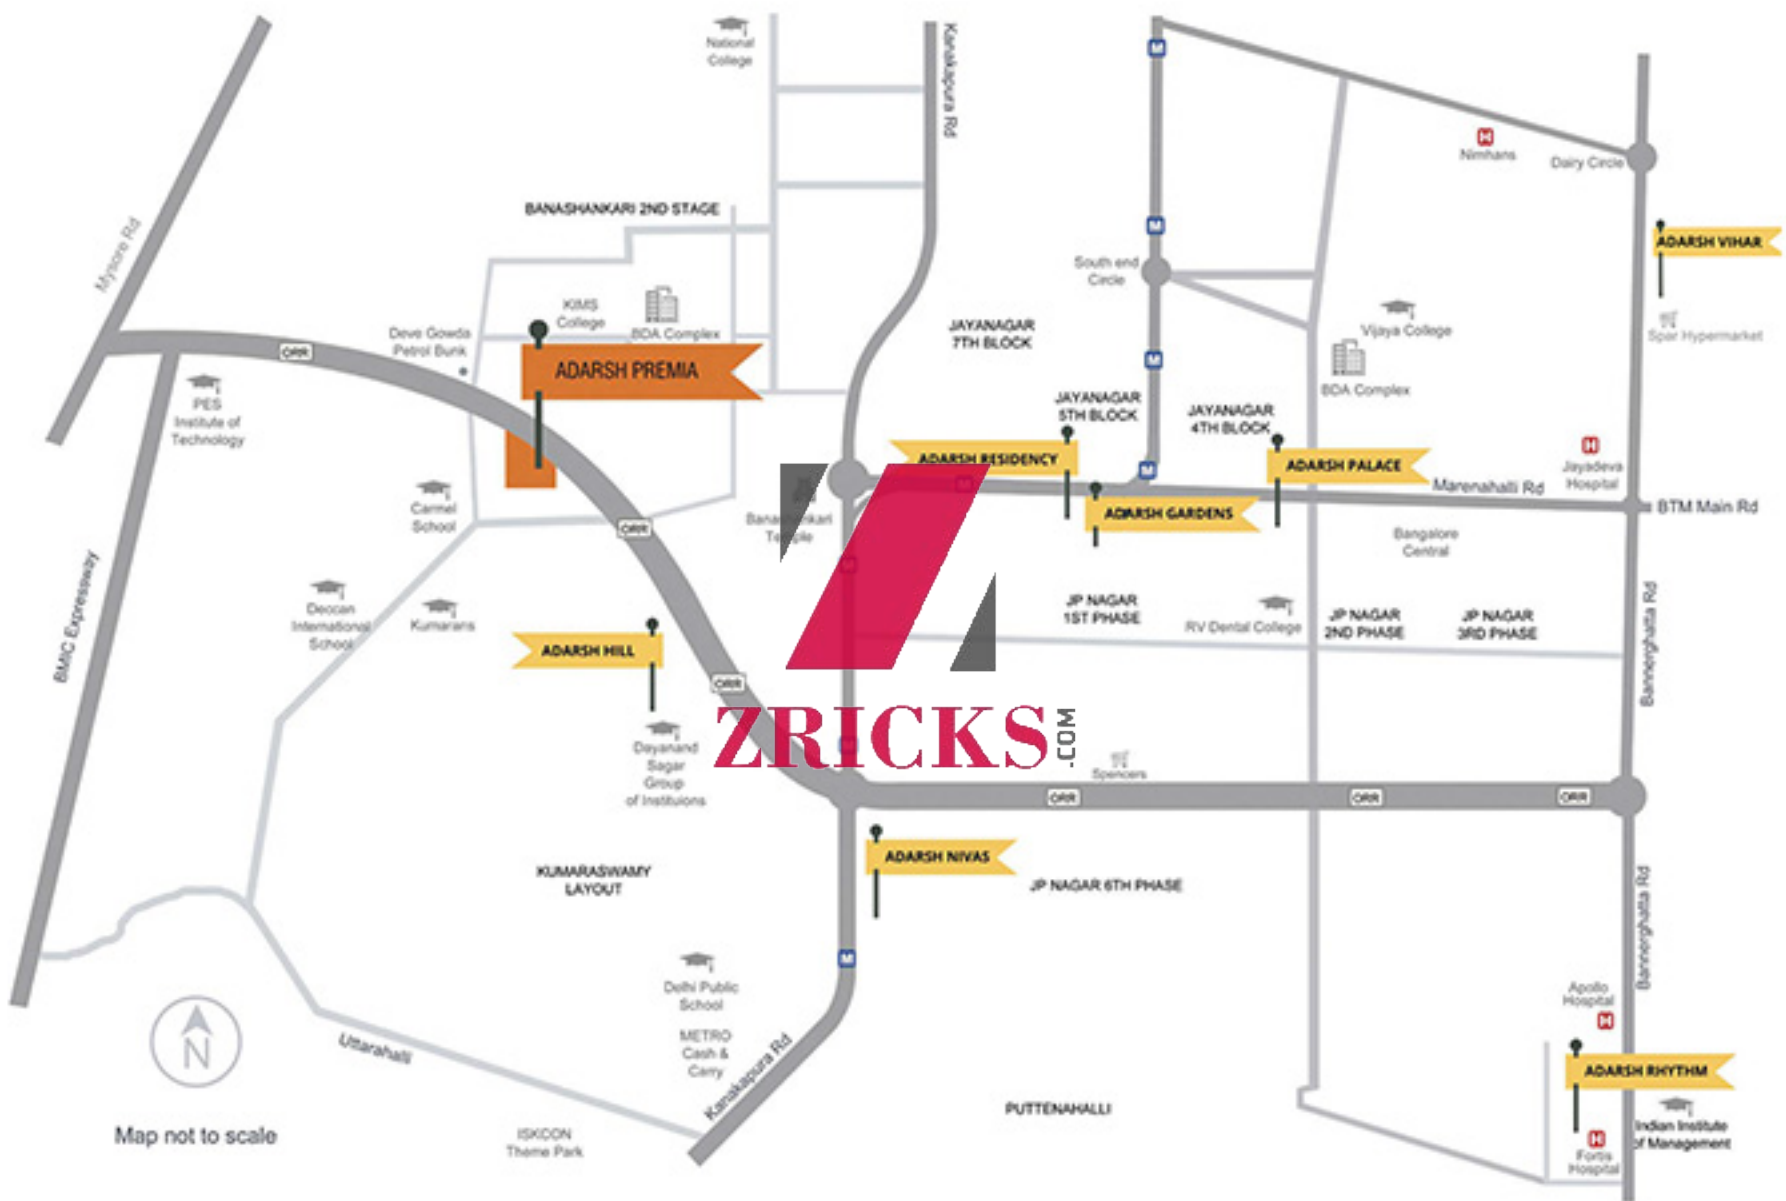 National
College
Kanakapura Rd
M
H
Nimhans
Dairy Circle
Mysore Rd
BANASHANKARI 2ND STAGE
M
ADARSH VIHAR
South end
Circle
KIMS
College
BDA Complex
Deve Gowda
Petrol Bunk
ORR
JAYANAGAR
7TH BLOCK
Vijaya College
Spar Hypermarket
M
ADARSH PREMIA
BDA Complex
PES
Institute of
Technology
JAYANAGAR
5TH BLOCK
JAYANAGAR
4TH BLOCK
ADARSH RESIDENCY
M
M
ADARSH PALACE
H
Jayadeva
Hospital
Marenahalli Rd
BTM Main Rd
Carmel
School
ORR
Banashankari
Temple
ADARSH GARDENS
Bangalore
Central
M
BMIC Expressway
Deccan
International
School
Kumarans
JP NAGAR
1ST PHASE
RV Dental College
JP NAGAR
2ND PHASE
JP NAGAR
3RD PHASE
Bannerghatta Rd
ADARSH HILL
ORR
ZRICKS
.COM
Dayanand
Sagar
Group
of Instituions
M
Spencers
ORR
ORR
ORR
ADARSH NIVAS
KUMARASWAMY
LAYOUT
JP NAGAR 6TH PHASE
Bannerghatta Rd
M
Delhi Public
School
METRO
Cash &
Carry
Kanakapura Rd
Apollo
Hospital
H
N
Uttarahalli
ADARSH RHYTHM
Map not to scale
ISKCON
Theme Park
PUTTENAHALLI
Indian Institute
of Management
H
Fortis
Hospital